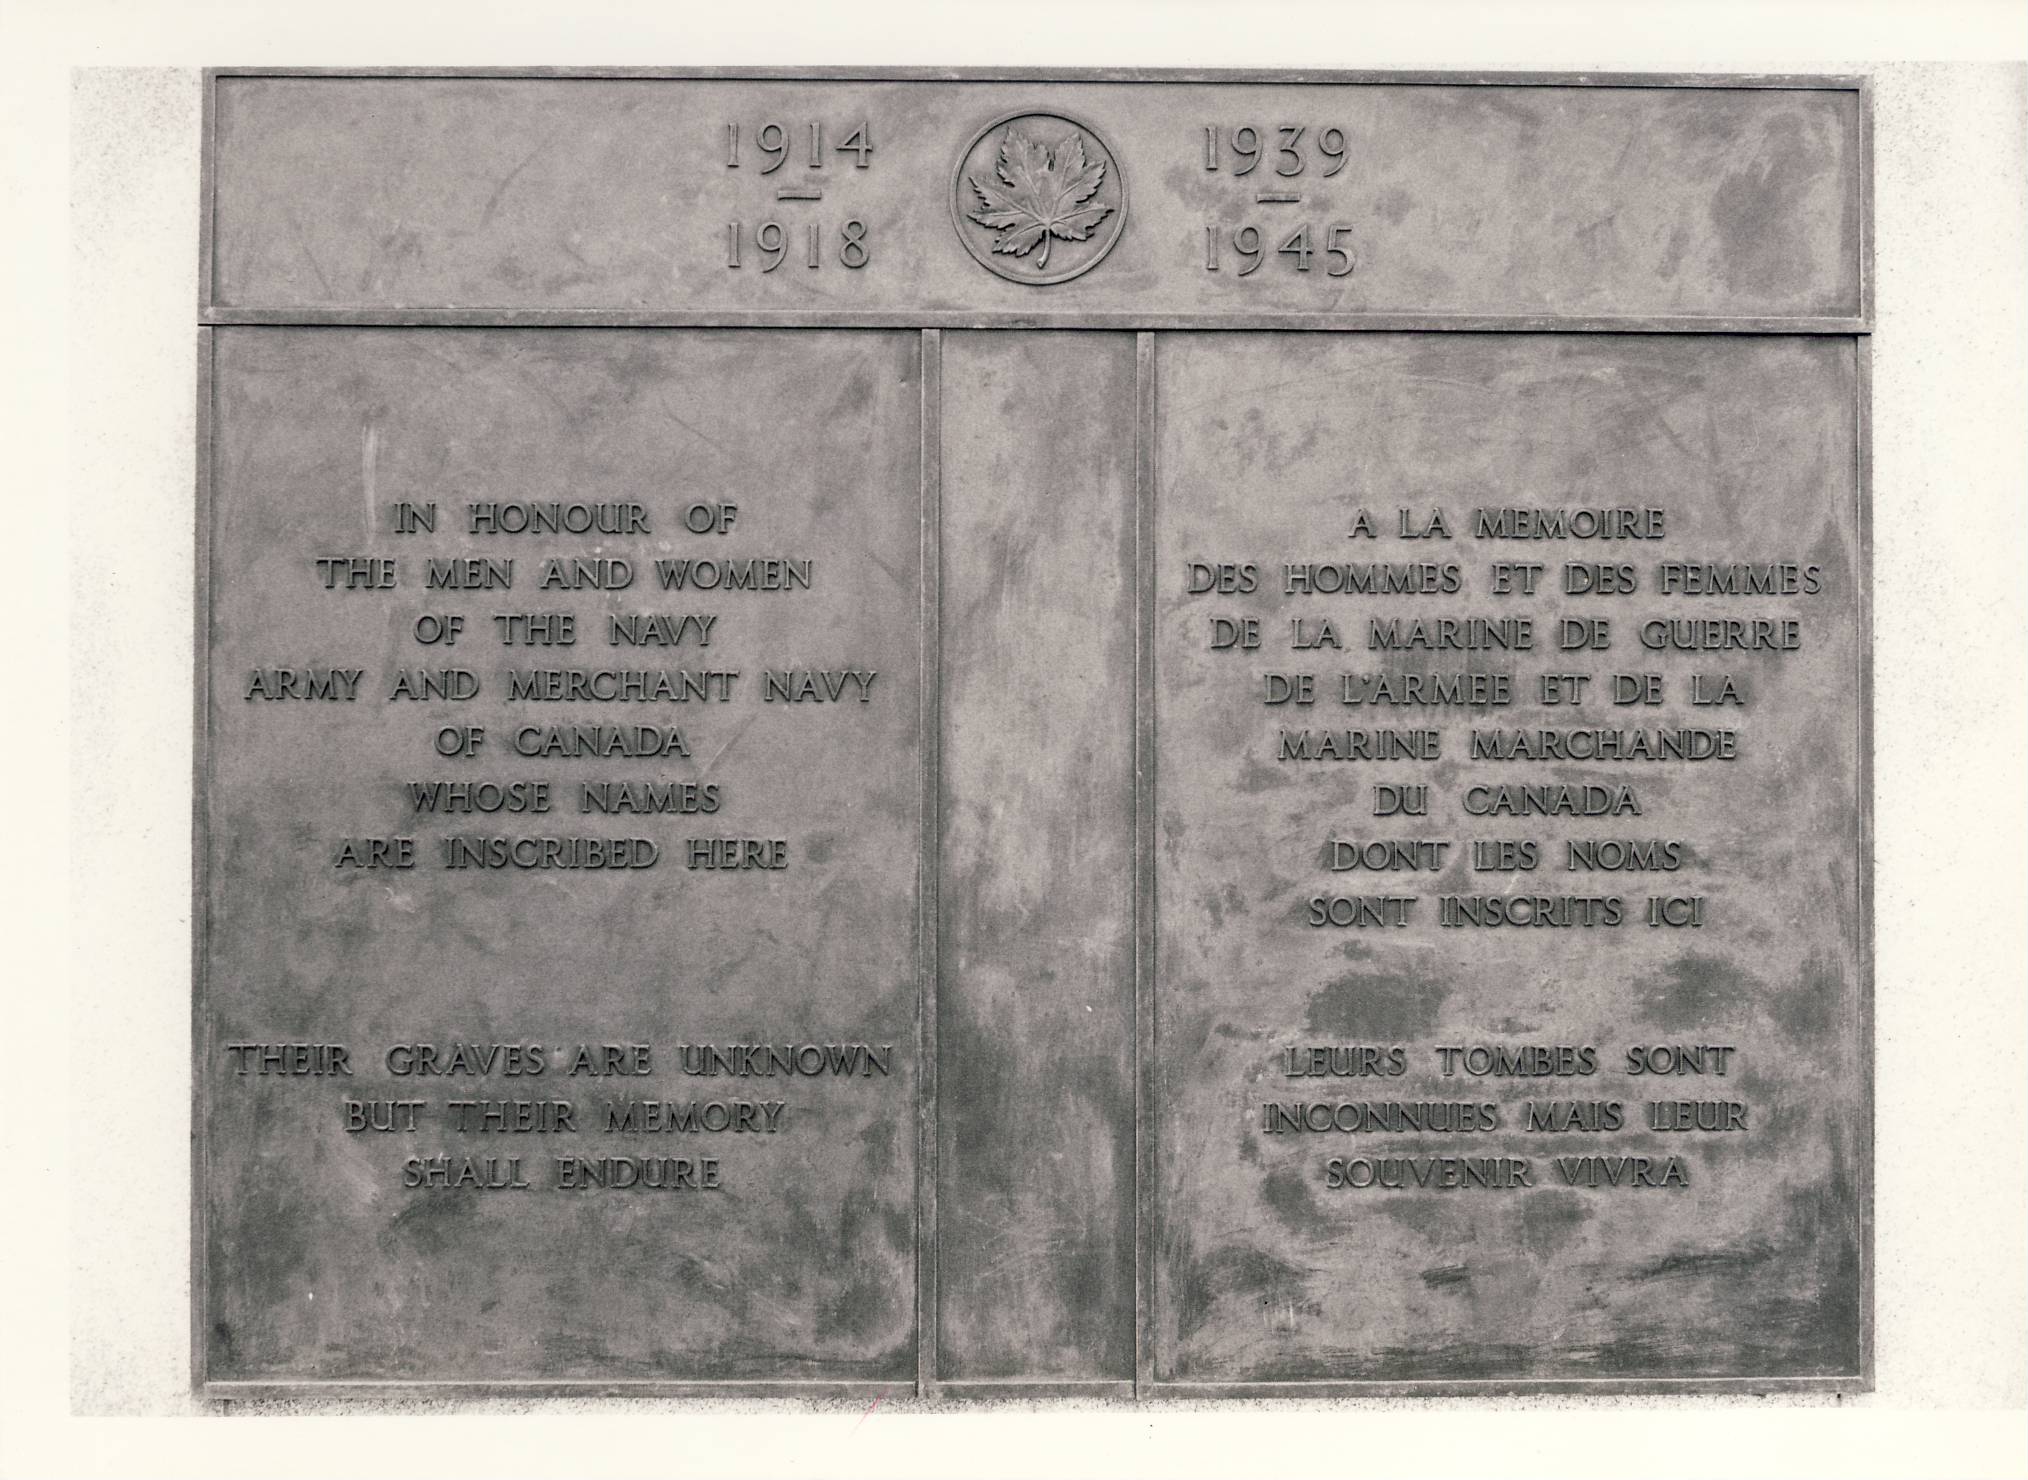 1914
–
1918
1939
–
1945
IN HONOUR OF
THE MEN AND WOMEN
OF THE NAVY
ARMY AND MERCHANT NAVY
OF CANADA
WHOSE NAMES
ARE INSCRIBED HERE
THEIR GRAVES ARE UNKNOWN
BUT THEIR MEMORY
SHALL ENDURE
A LA MEMOIRE
DES HOMMES ET DES FEMMES
DE LA MARINE DE GUERRE
DE L'ARMEE ET DE LA
MARINE MARCHANDE
DU CANADA
DONT LES NOMS
SONT INSCRITS ICI
LEURS TOMBES SONT
INCONNUES MAIS LEUR
SOUVENIR VIVRA